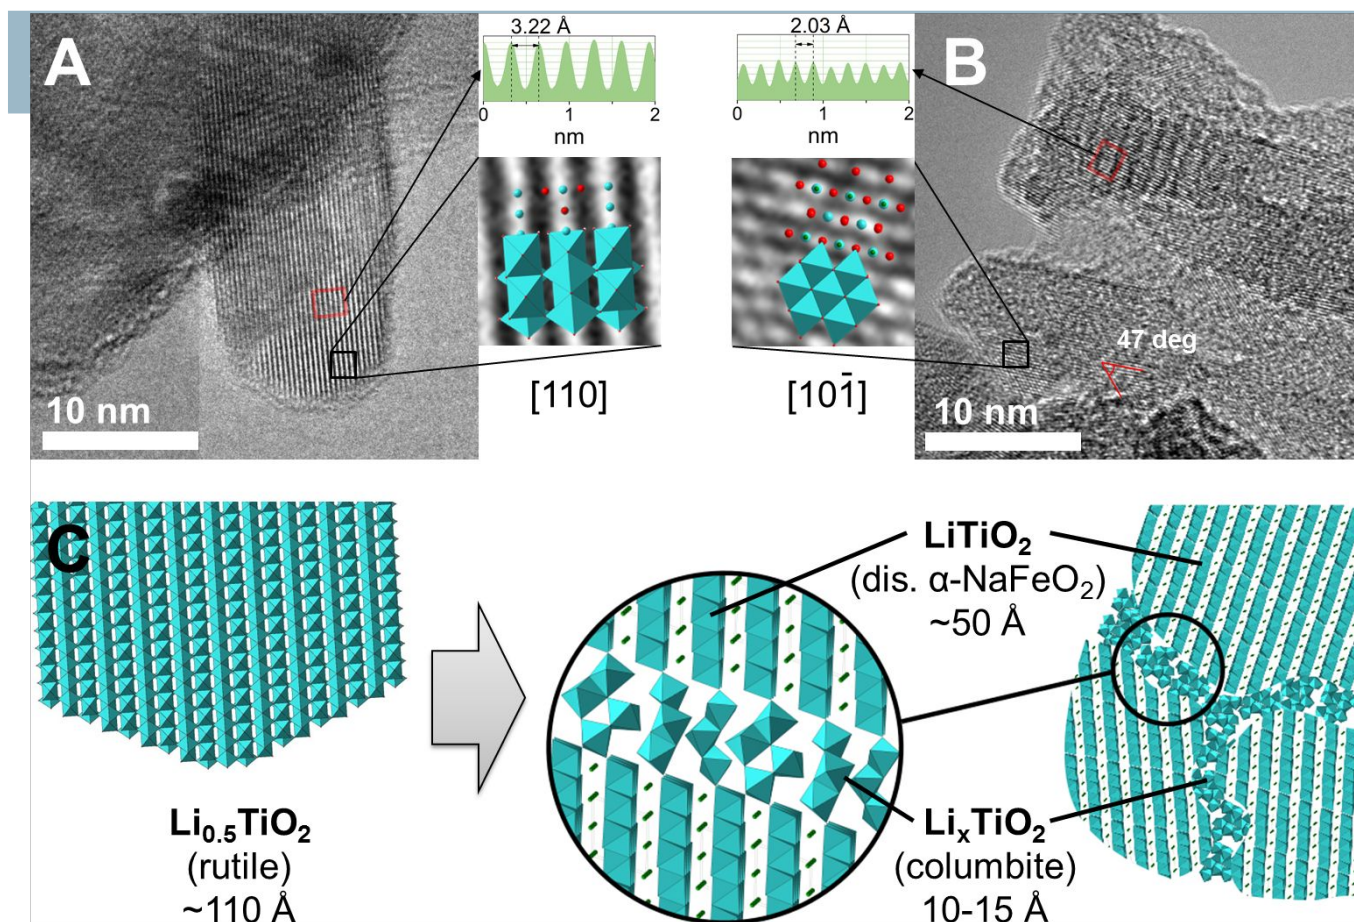 A
3.22 Å
0
1
2
nm
[110]
10 nm
2.03 Å
0
1
2
nm
[101̄]
B
47 deg
10 nm
C
Li₀.₅TiO₂
(rutile)
~110 Å
LiTiO₂
(dis. α-NaFeO₂)
~50 Å
LiₓTiO₂
(columbite)
10-15 Å